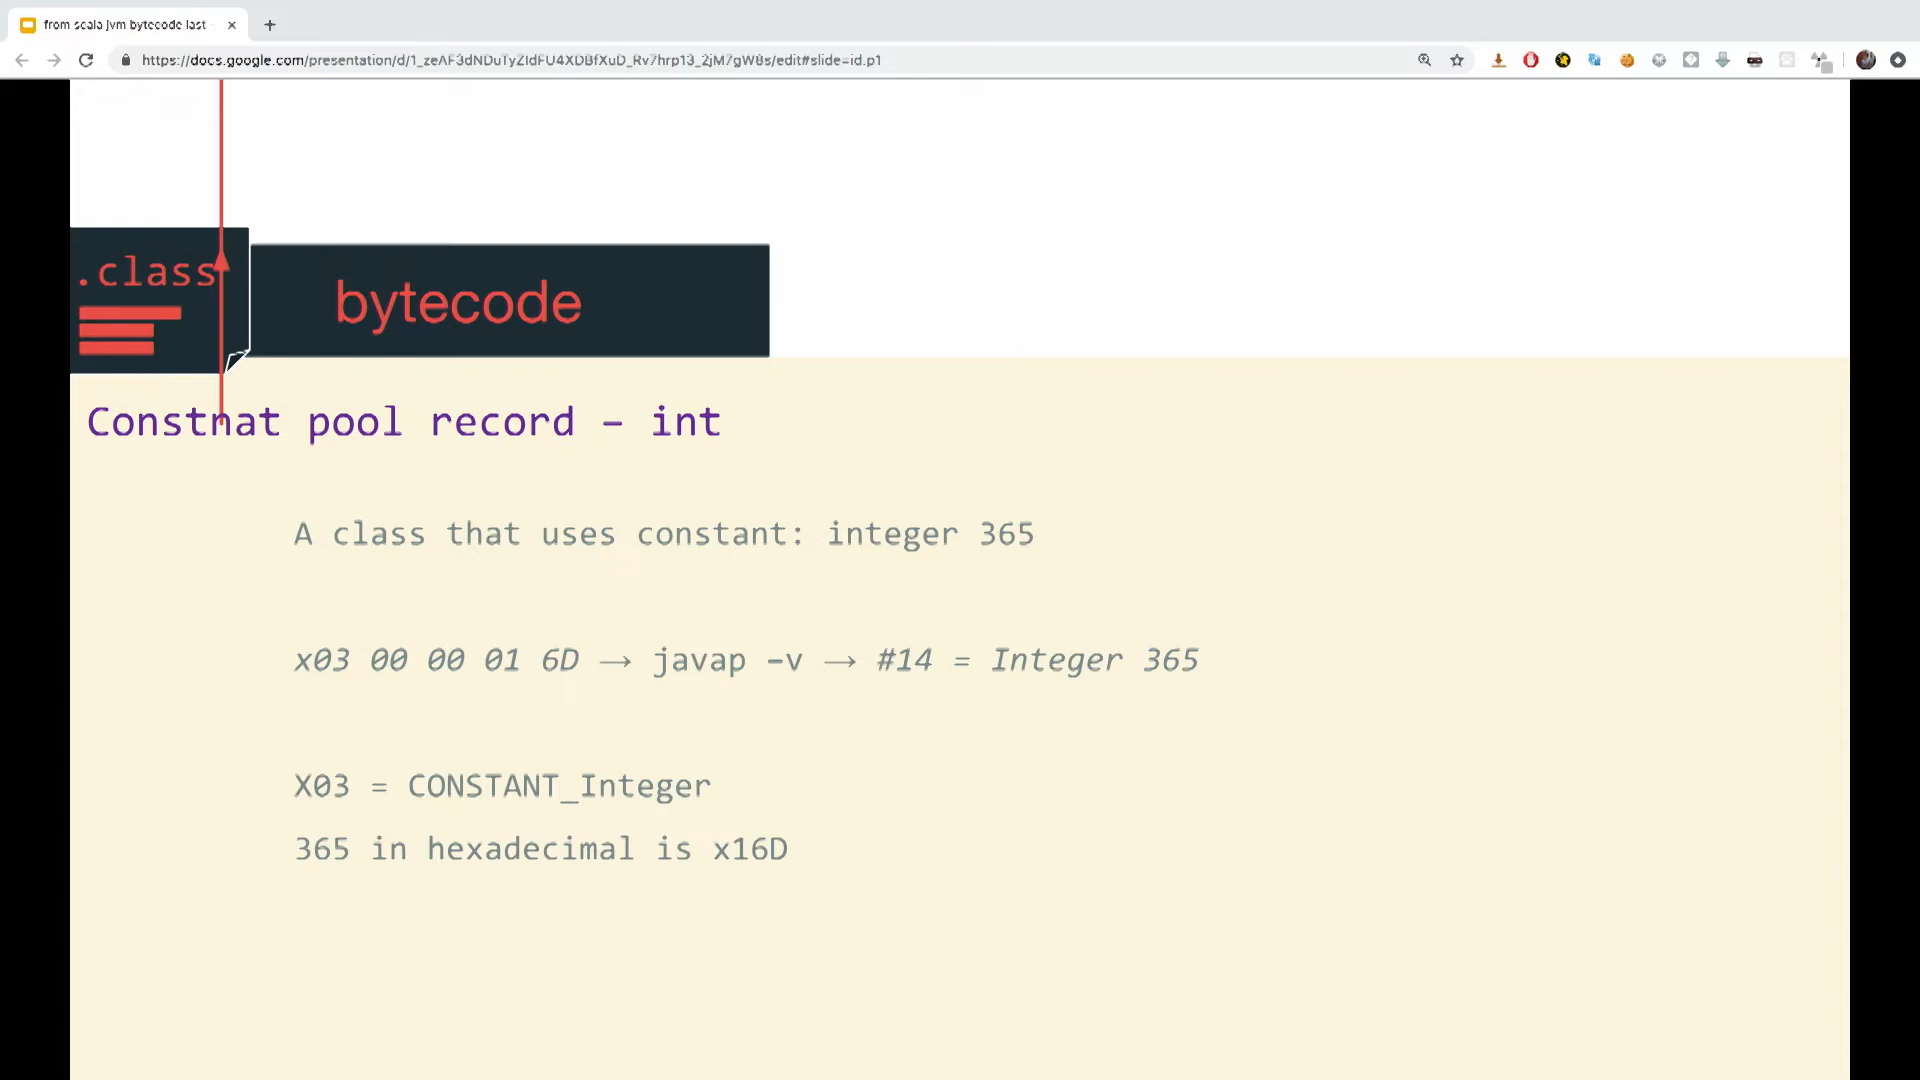 from scala jvm bytecode last
https://docs.google.com/presentation/d/1_zeAF3dNDuTyZIdFU4XDBfXuD_Rv7hrp13_2jM7gW8s/edit#slide=id.p1
.class
bytecode
Constnat pool record – int
A class that uses constant: integer 365
x03 00 00 01 6D → javap –v → #14 = Integer 365
X03 = CONSTANT_Integer
365 in hexadecimal is x16D